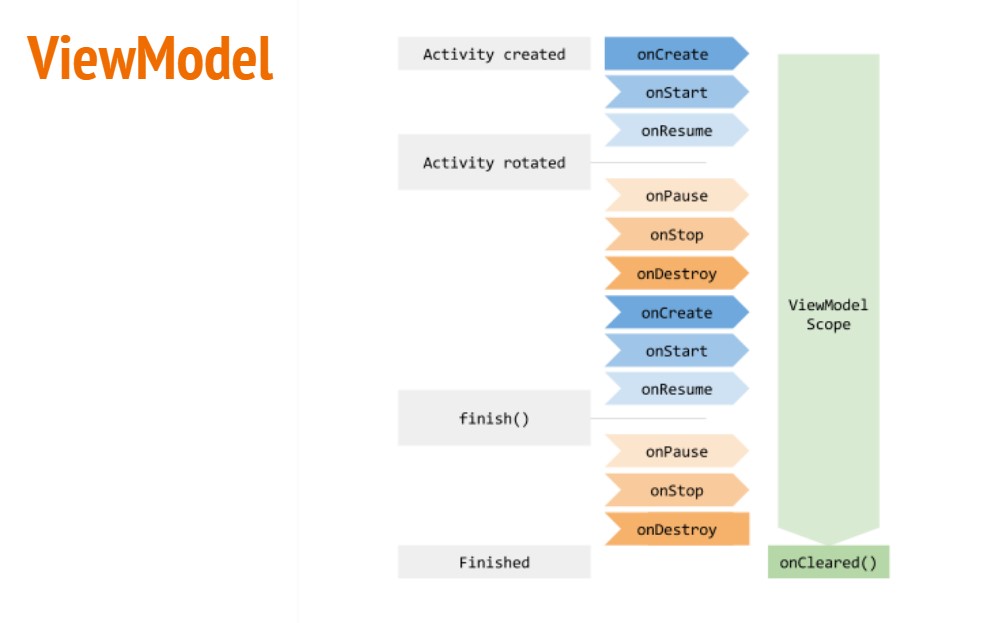 ViewModel
Activity created
onCreate
onStart
onResume
Activity rotated
onPause
onStop
onDestroy
onCreate
onStart
onResume
ViewModel
Scope
finish()
onPause
onStop
onDestroy
Finished
onCleared()